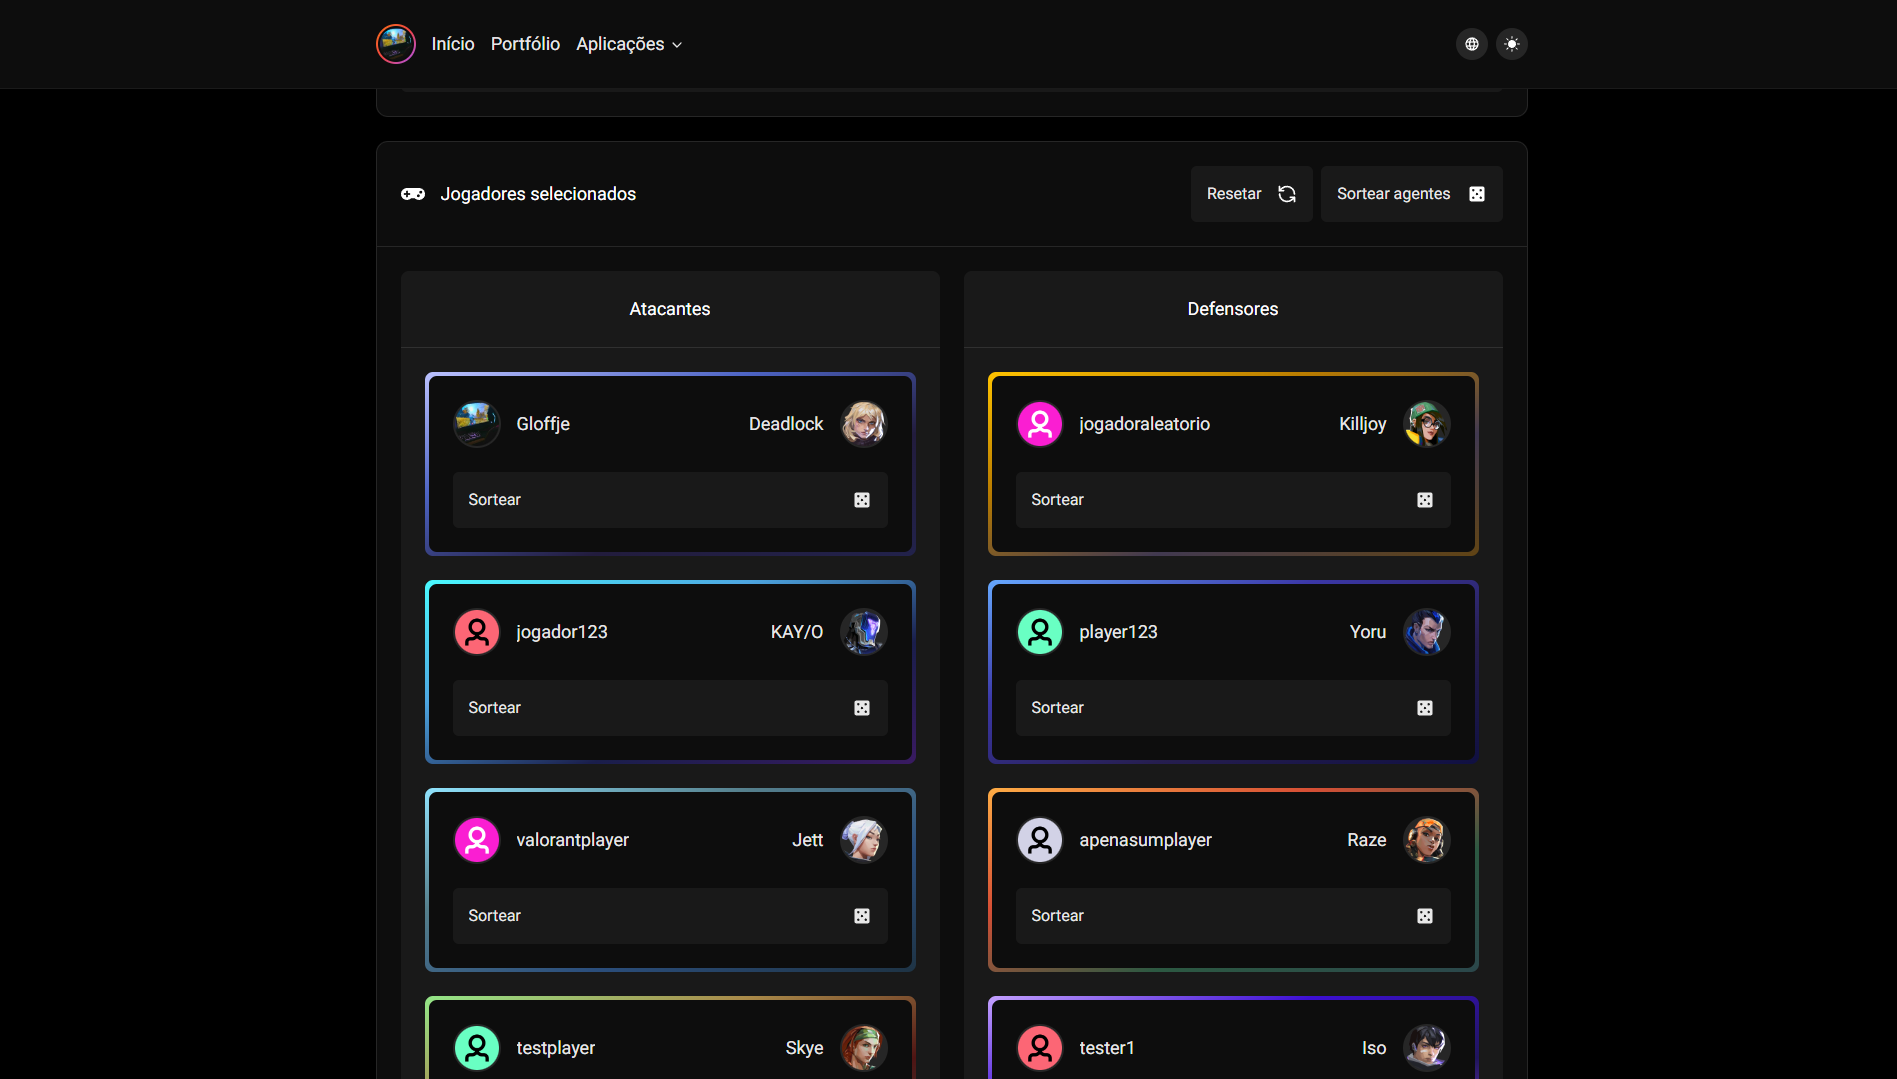 Início Portfólio Aplicações
Jogadores selecionados
Resetar
Sortear agentes
Atacantes
Gloffje
Deadlock
Sortear
jogador123
KAY/O
Sortear
valorantplayer
Jett
Sortear
testplayer
Skye
Defensores
jogadoraleatorio
Killjoy
Sortear
player123
Yoru
Sortear
apenasumplayer
Raze
Sortear
tester1
Iso